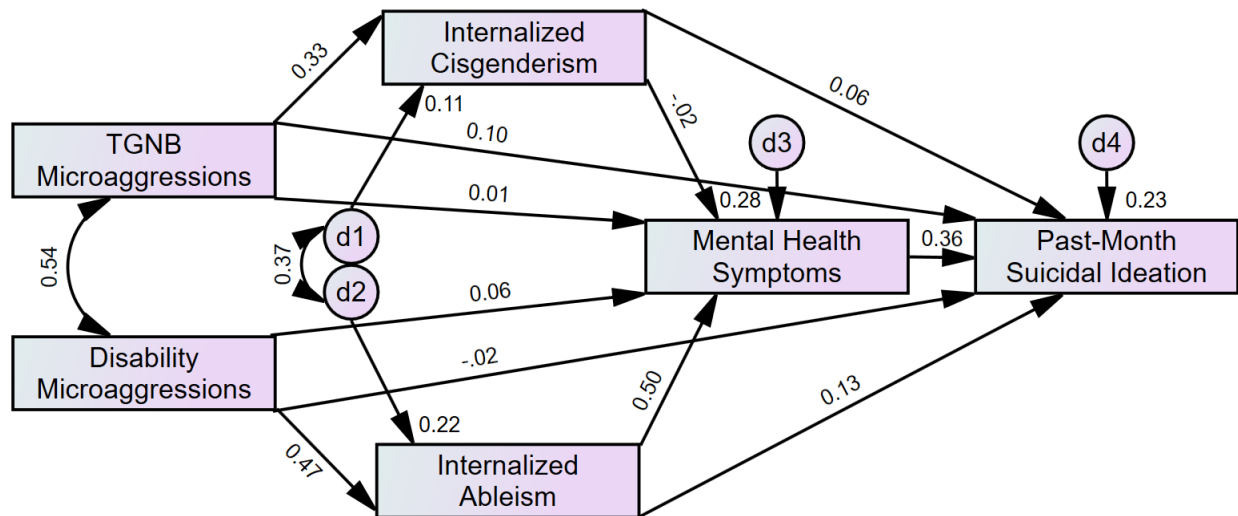 Internalized
Cisgenderism
0.33
0.11
-.02
0.06
TGNB
Microaggressions
0.10
0.01
d3
d4
0.28
0.23
0.54
0.37
d1
d2
Mental Health
Symptoms
0.36
Past-Month
Suicidal Ideation
0.06
-.02
Disability
Microaggressions
0.47
0.22
0.50
0.13
Internalized
Ableism